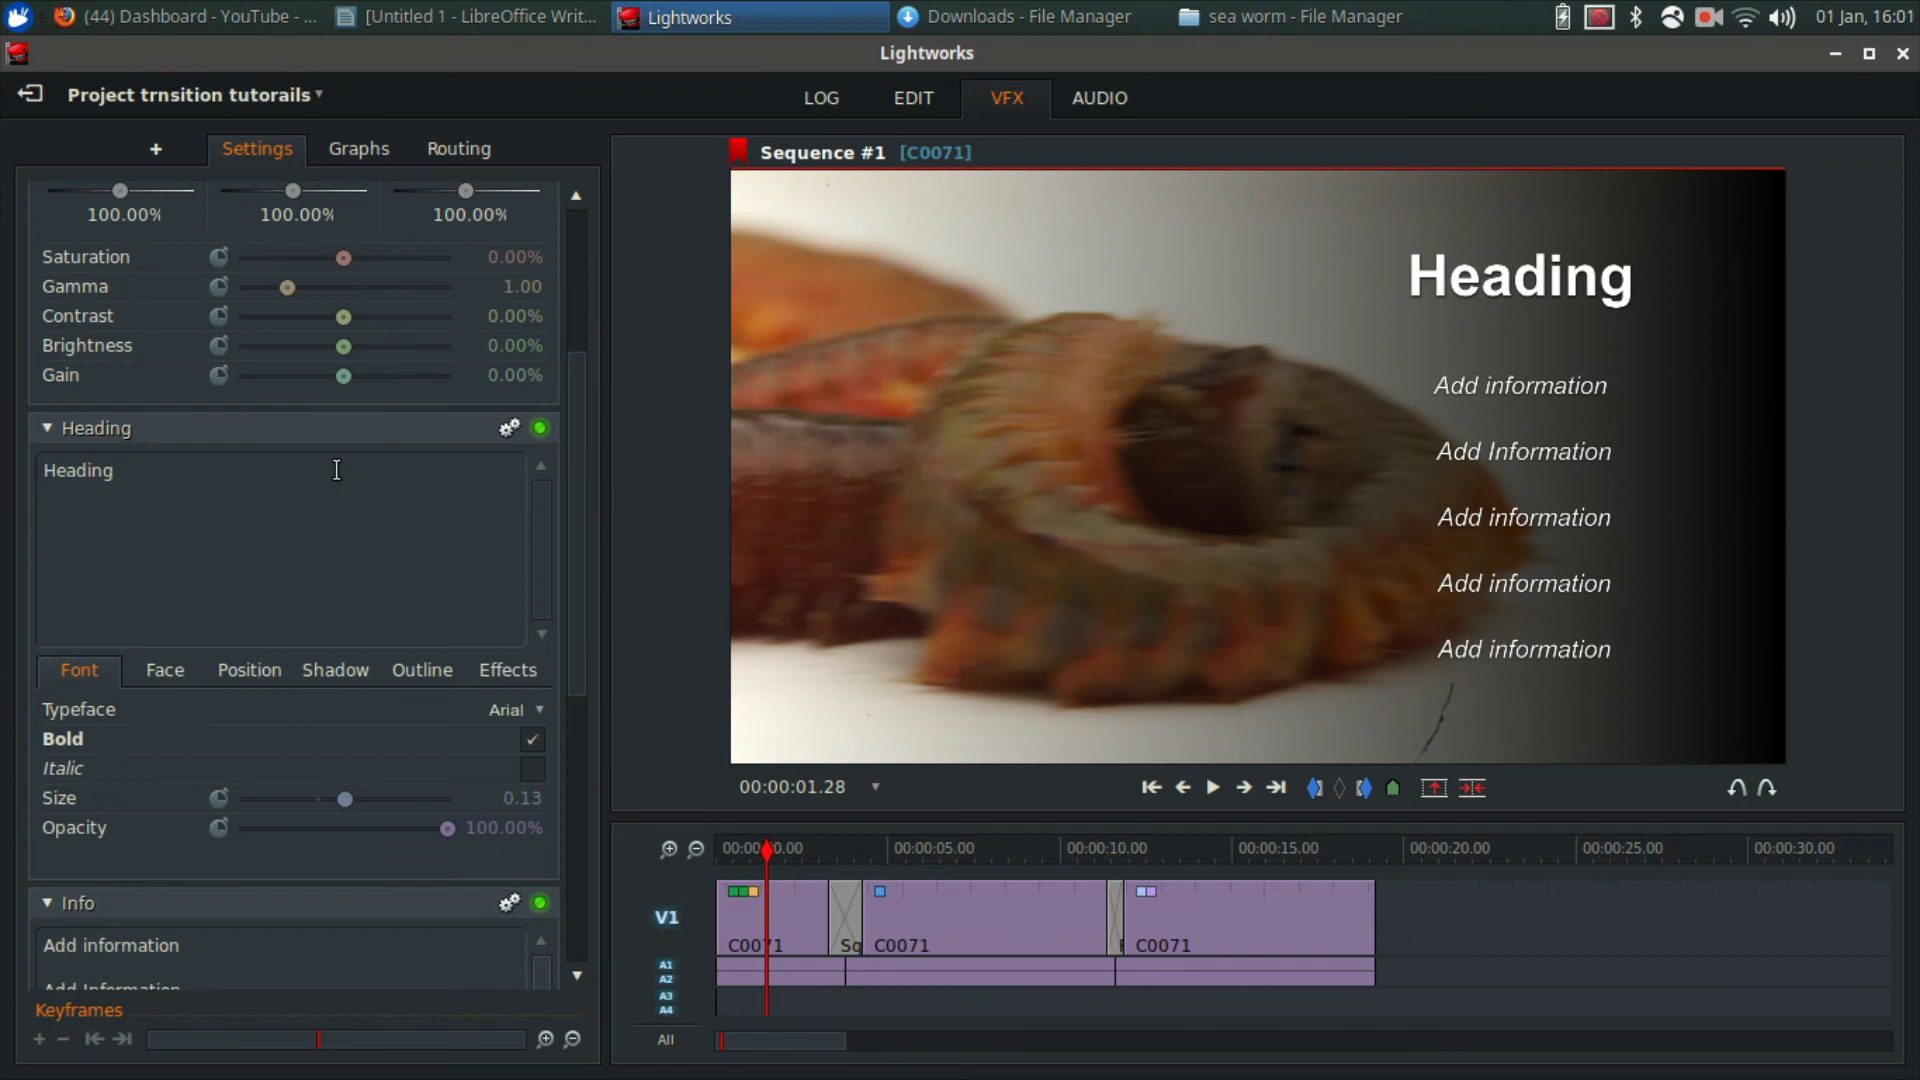 (44) Dashboard - YouTube - ...
[Untitled 1 - LibreOffice Writ...
Lightworks
Downloads - File Manager
sea worm - File Manager
01 Jan, 16:01
Lightworks
Project trnsition tutorails
LOG
EDIT
VFX
AUDIO
+
Settings
Graphs
Routing
100.00%
100.00%
100.00%
Saturation 0.00%
Gamma 1.00
Contrast 0.00%
Brightness 0.00%
Gain 0.00%
Heading
Heading
Font
Face
Position
Shadow
Outline
Effects
Typeface Arial
Bold
Italic
Size 0.13
Opacity 100.00%
Info
Add information
Add Information
Keyframes
Sequence #1 [C0071]
Heading
Add information
Add Information
Add information
Add information
Add information
00:00:01.28
00:00:05.00
00:00:10.00
00:00:15.00
00:00:20.00
00:00:25.00
00:00:30.00
V1
C0071
Sq
C0071
C0071
A1
A2
A3
A4
All